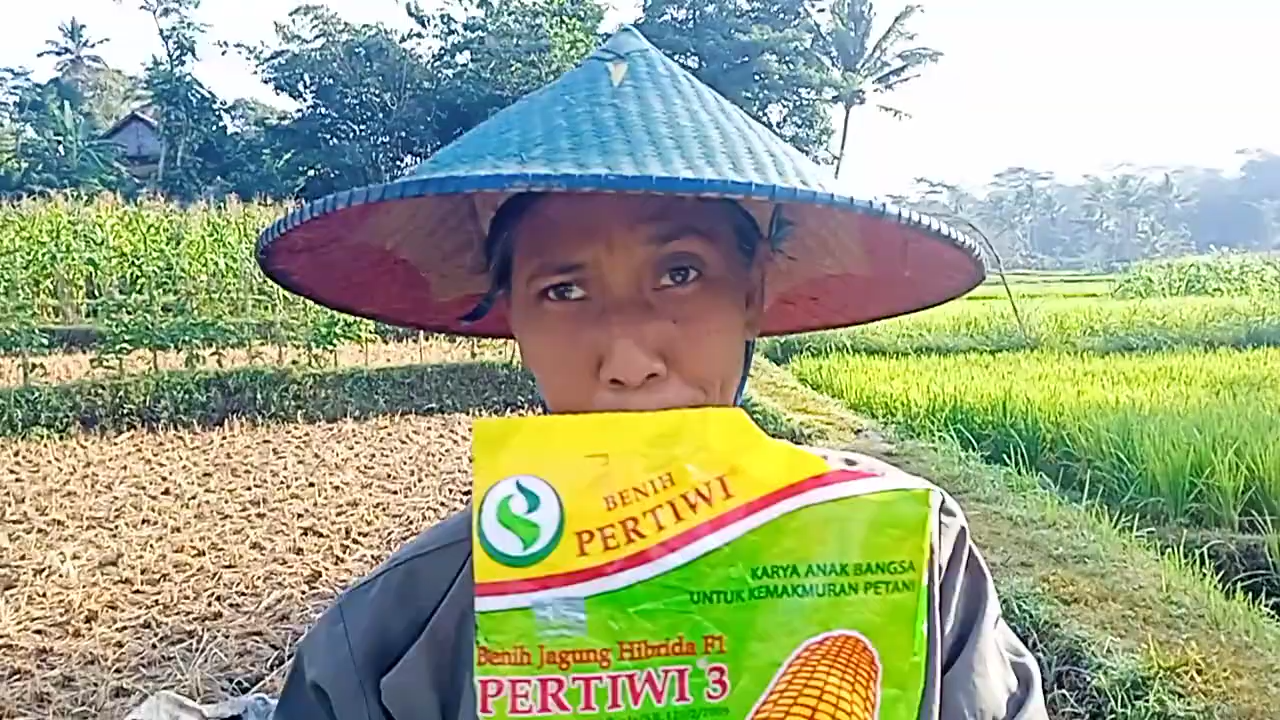 BENIH
PERTIWI
KARYA ANAK BANGSA
UNTUK KEMAKMURAN PETANI
Benih Jagung Hibrida F1
PERTIWI 3